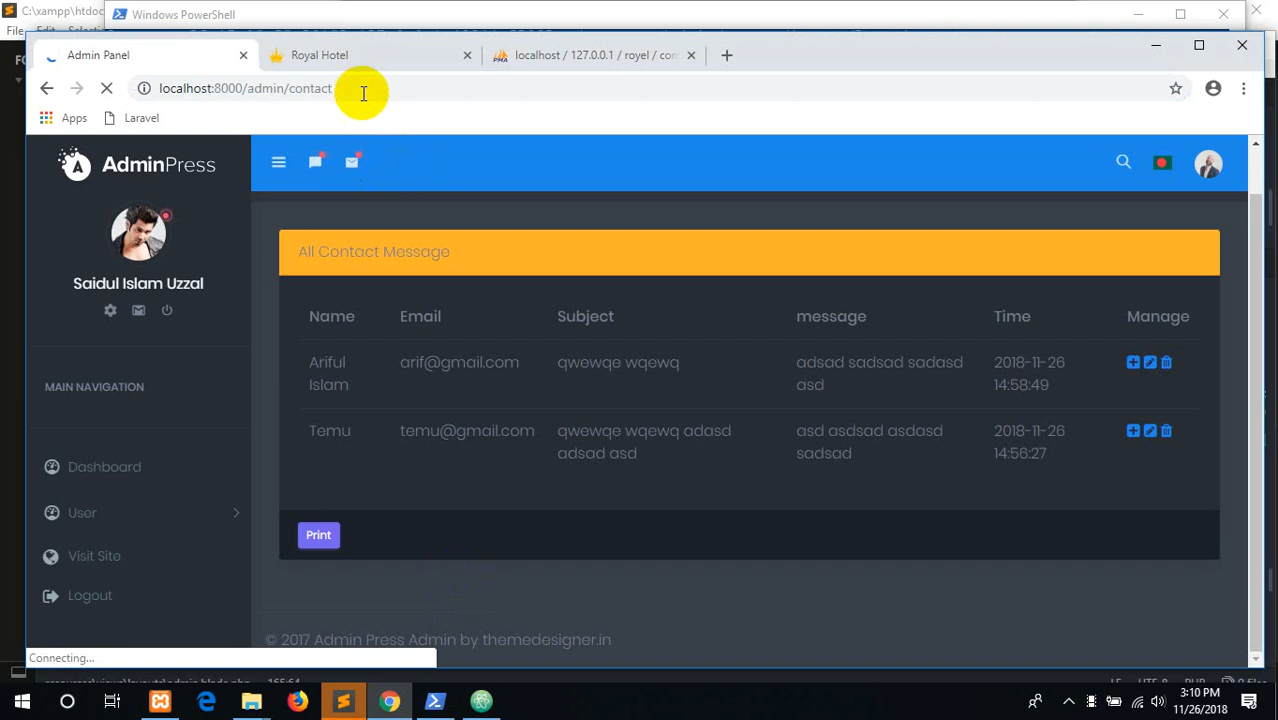 C:\xampp\htdoc
Windows PowerShell
File Edit
Admin Panel
Royal Hotel
localhost / 127.0.0.1 / royel / con
localhost:8000/admin/contact
Apps
Laravel
AdminPress
Saidul Islam Uzzal
All Contact Message
Name Email Subject message Time Manage
Ariful arif@gmail.com qwewqe wqewq adsad sadsad sadasd 2018-11-26
Islam asd 14:58:49
MAIN NAVIGATION
Temu temu@gmail.com qwewqe wqewq adasd asd asdsad asdasd 2018-11-26
adsad asd sadsad 14:56:27
Dashboard
User
Print
Visit Site
Logout
© 2017 Admin Press Admin by themedesigner.in
Connecting...
3:10 PM
11/26/2018